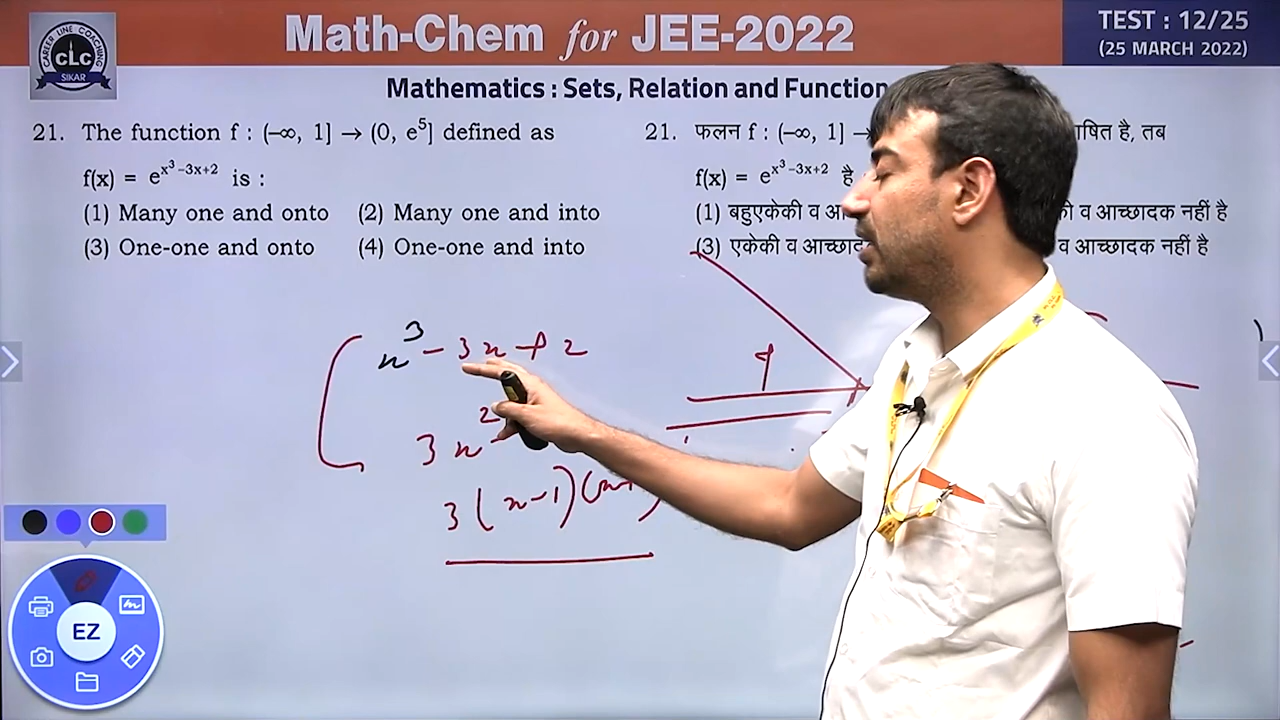 CAREER LINE COACHING
CLC
SIKAR
Math-Chem for JEE-2022
TEST : 12/25
(25 MARCH 2022)
Mathematics : Sets, Relation and Function
21. The function f : (–∞, 1] → (0, e⁵] defined as
f(x) = e^(x³–3x+2) is :
(1) Many one and onto (2) Many one and into
(3) One-one and onto (4) One-one and into
21. फलन f : (–∞, 1] → भाषित है, तब
f(x) = e^(x³–3x+2) है
(1) बहुएकेकी व व आच्छादक नहीं है
(3) एकेकी व व आच्छादक नहीं है
x³ – 3x + 2
3x² –
3(x–1)(x+
EZ